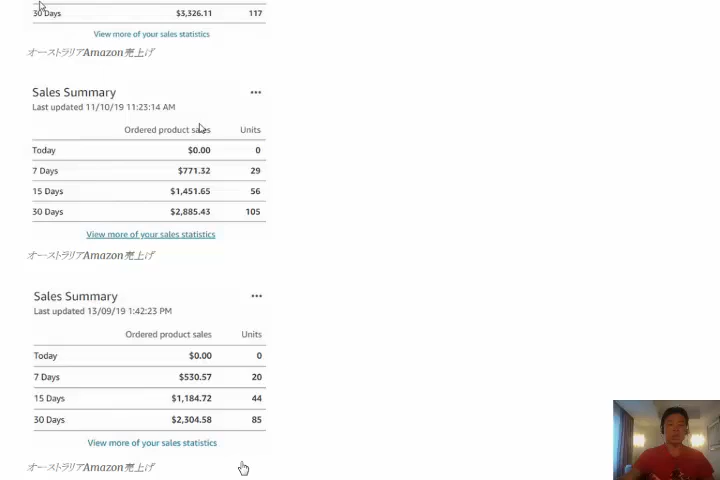 30 Days $3,326.11 117
View more of your sales statistics
オーストラリアAmazon売上げ
Sales Summary
Last updated 11/10/19 11:23:14 AM
Ordered product sales Units
Today $0.00 0
7 Days $771.32 29
15 Days $1,451.65 56
30 Days $2,885.43 105
View more of your sales statistics
オーストラリアAmazon売上げ
Sales Summary
Last updated 13/09/19 1:42:23 PM
Ordered product sales Units
Today $0.00 0
7 Days $530.57 20
15 Days $1,184.72 44
30 Days $2,304.58 85
View more of your sales statistics
オーストラリアAmazon売上げ